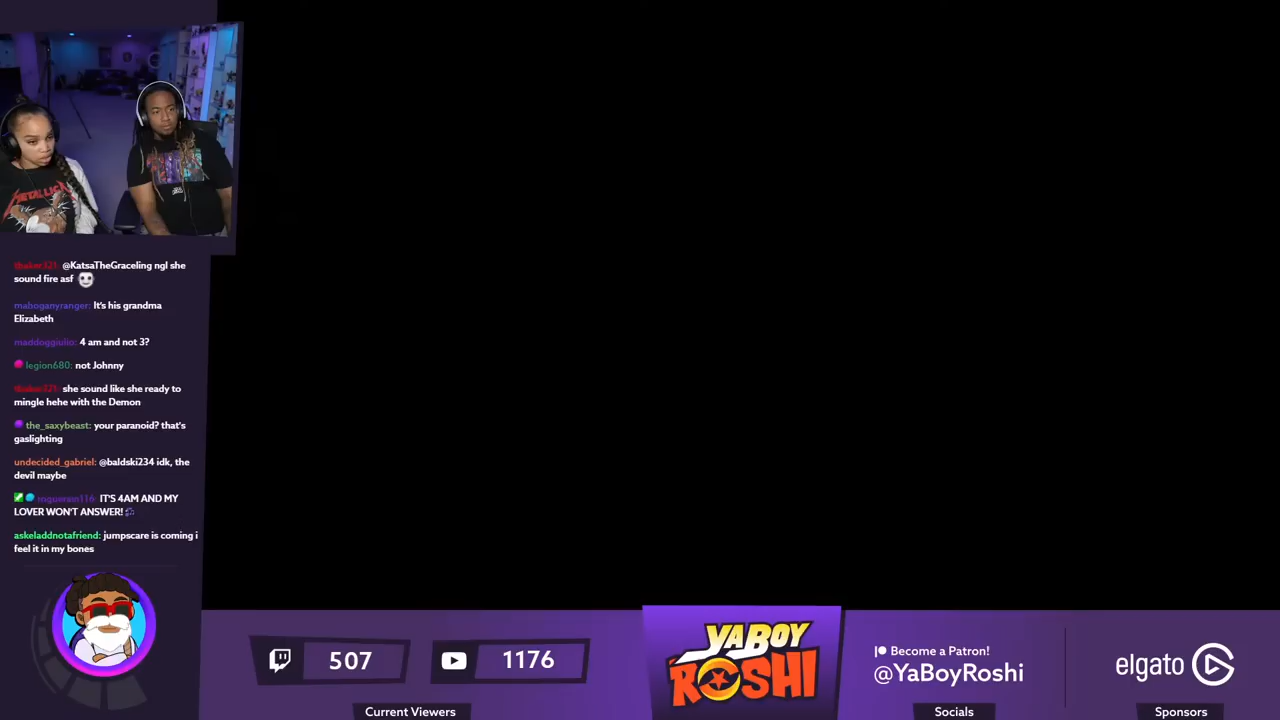 METALLICA
thaker321: @KatsaTheGraceling ngl she
sound fire asf
mahoganyranger: It's his grandma
Elizabeth
maddoggiulio: 4 am and not 3?
legion680: not Johnny
thaker321: she sound like she ready to
mingle hehe with the Demon
the_saxybeast: your paranoid? that's
gaslighting
undecided_gabriel: @baldski234 idk, the
devil maybe
IT'S 4AM AND MY
LOVER WON'T ANSWER!
askeladdnotafriend: jumpscare is coming i
feel it in my bones
507
1176
Current Viewers
YABOY
ROSHI
Become a Patron!
@YaBoyRoshi
Socials
elgato
Sponsors